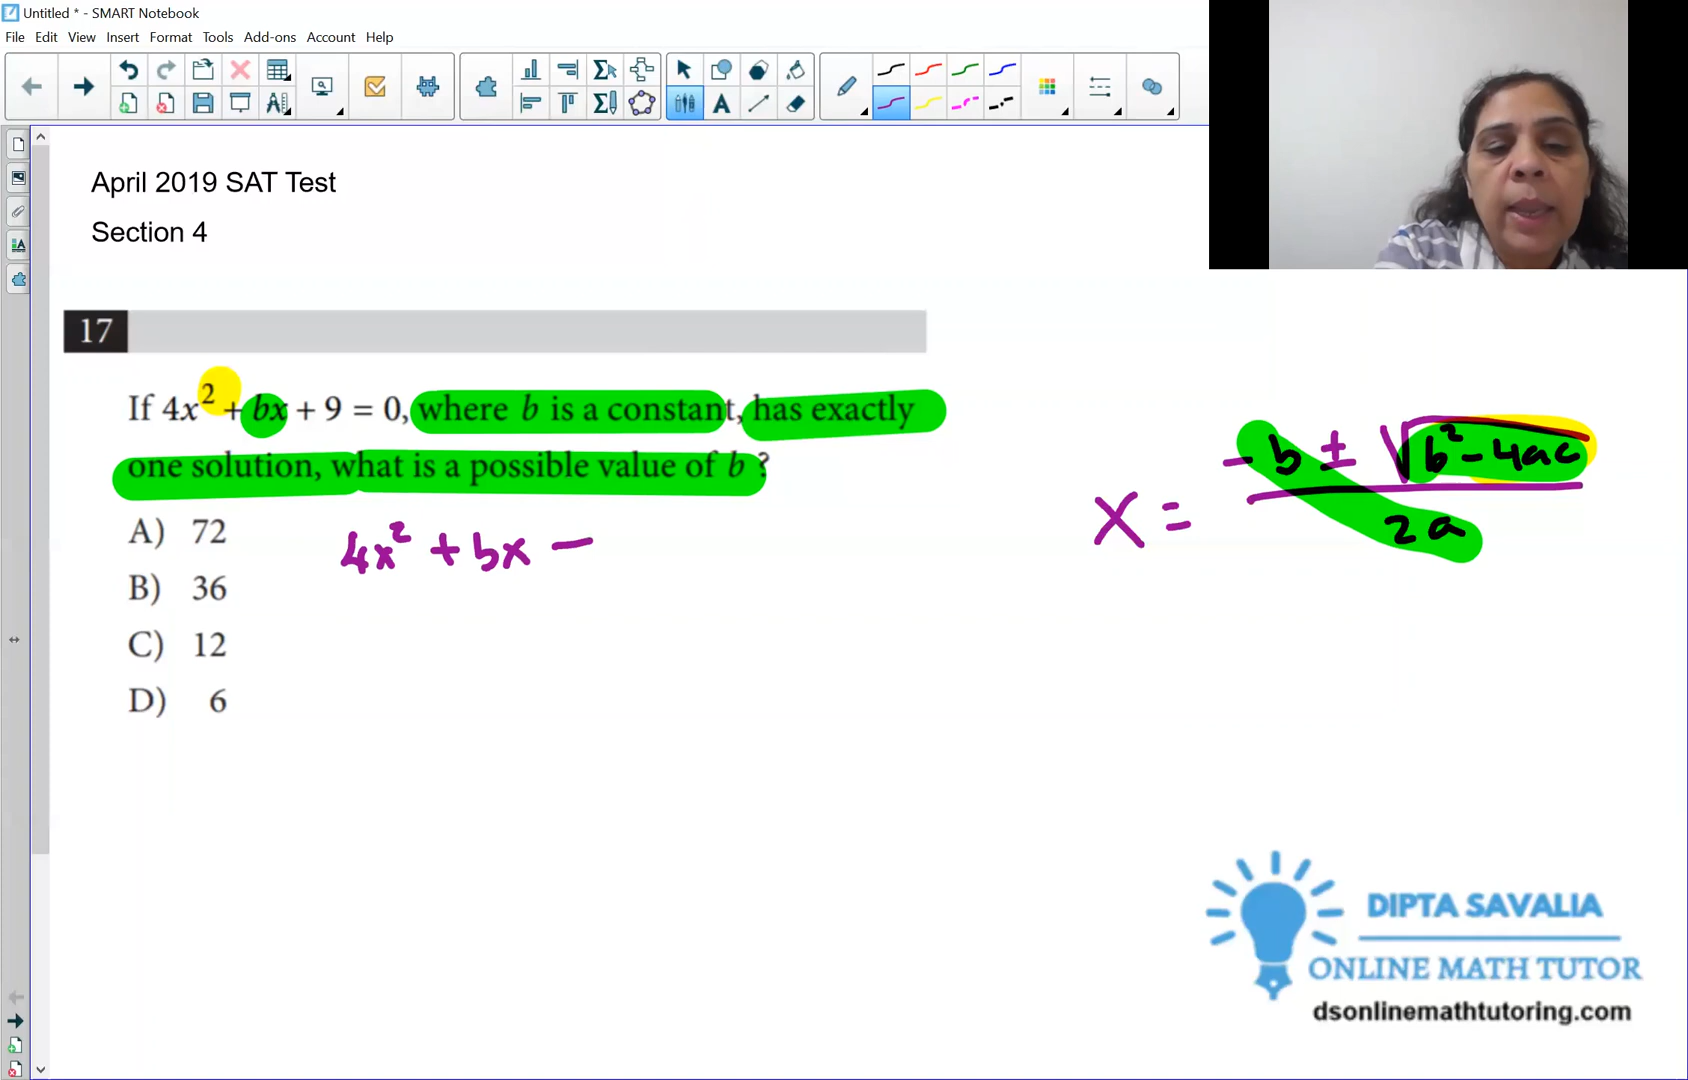 Untitled * - SMART Notebook
File Edit View Insert Format Tools Add-ons Account Help
April 2019 SAT Test
Section 4
17
If 4x² + bx + 9 = 0, where b is a constant, has exactly
one solution, what is a possible value of b ?
A) 72
B) 36
C) 12
D) 6
4x² + bx −
x = −b ± √b² − 4ac
2a
DIPTA SAVALIA
ONLINE MATH TUTOR
dsonlinemathtutoring.com